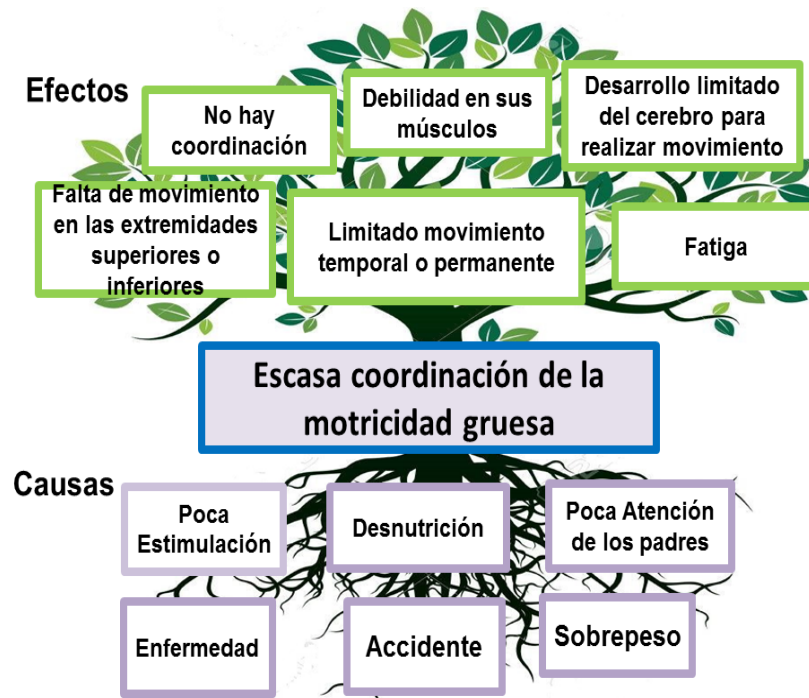 Efectos
No hay
coordinación
Debilidad en sus
músculos
Desarrollo limitado
del cerebro para
realizar movimiento
Falta de movimiento
en las extremidades
superiores o
inferiores
Limitado movimiento
temporal o permanente
Fatiga
Escasa coordinación de la
motricidad gruesa
Causas
Poca
Estimulación
Desnutrición
Poca Atención
de los padres
Enfermedad
Accidente
Sobrepeso